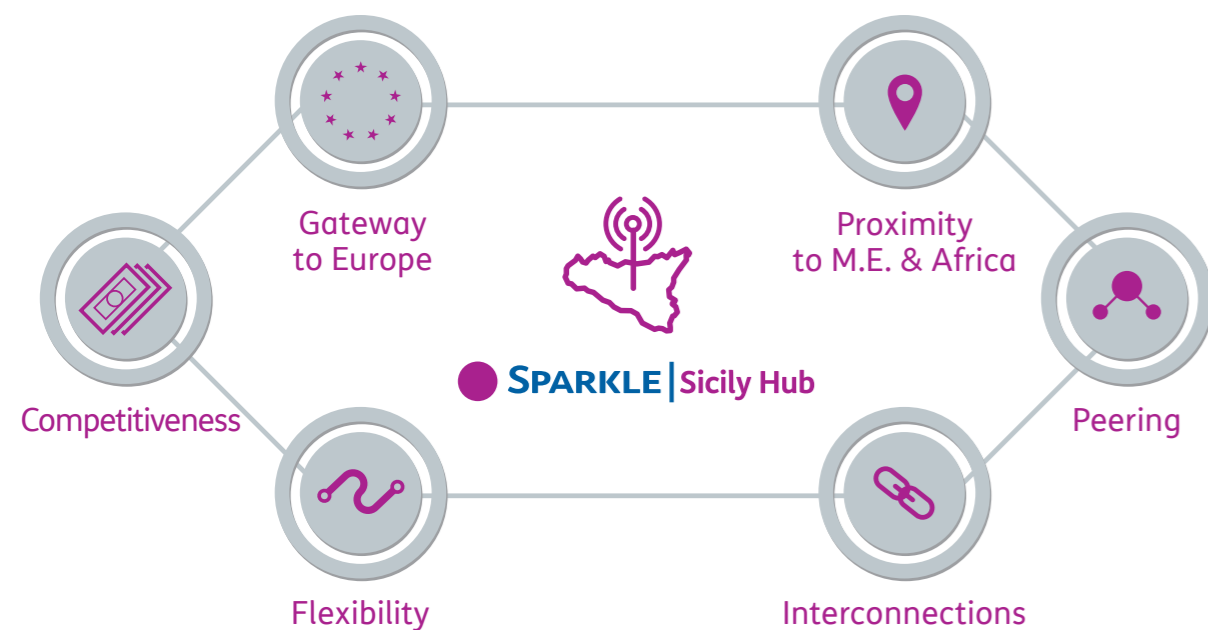 Gateway
to Europe
Proximity
to M.E. & Africa
SPARKLE | Sicily Hub
Competitiveness
Peering
Flexibility
Interconnections